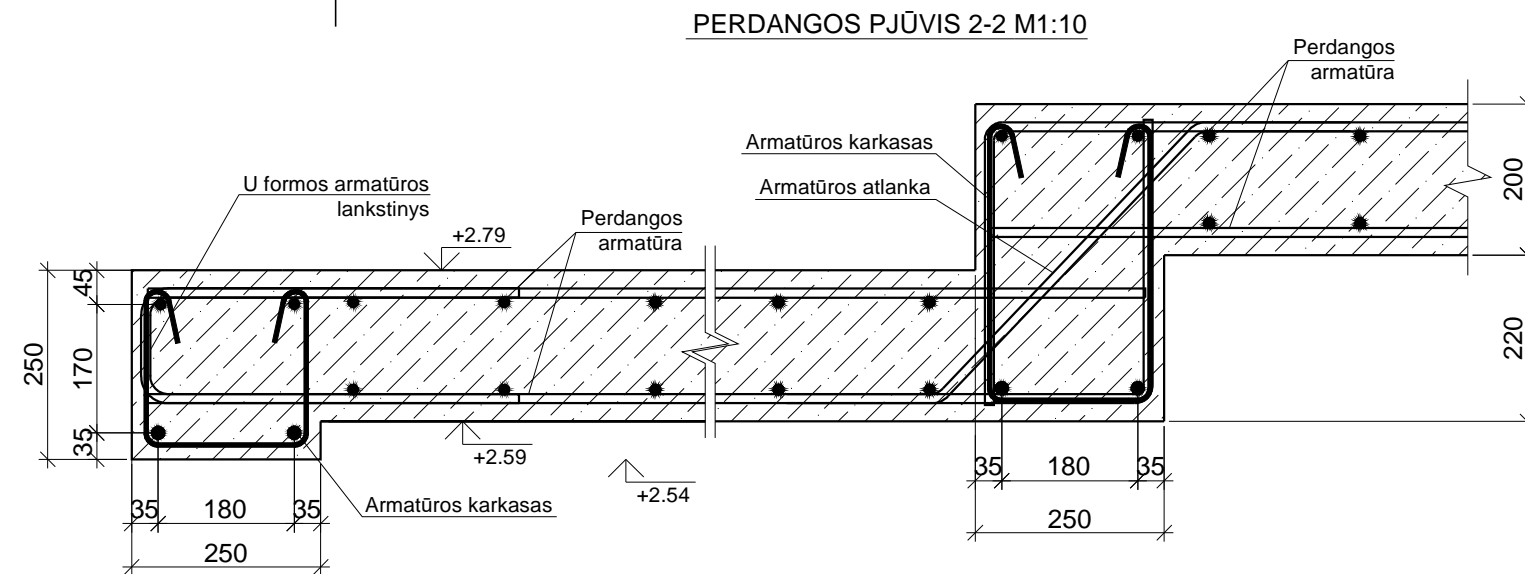 PERDANGOS PJŪVIS 2-2 M1:10
Perdangos
armatūra
Armatūros karkasas
Armatūros atlanka
U formos armatūros
lankstinys
Perdangos
armatūra
+2.79
200
220
45
170
35
250
+2.59
+2.54
35 180 35
250
Armatūros karkasas
35 180 35
250